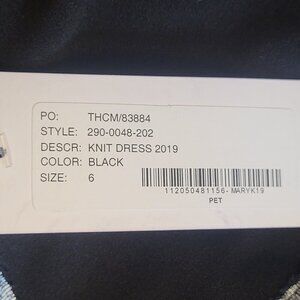 PO: THCM/83884
STYLE: 290-0048-202
DESCR: KNIT DRESS 2019
COLOR: BLACK
SIZE: 6
112050481156-MARYK19
PET